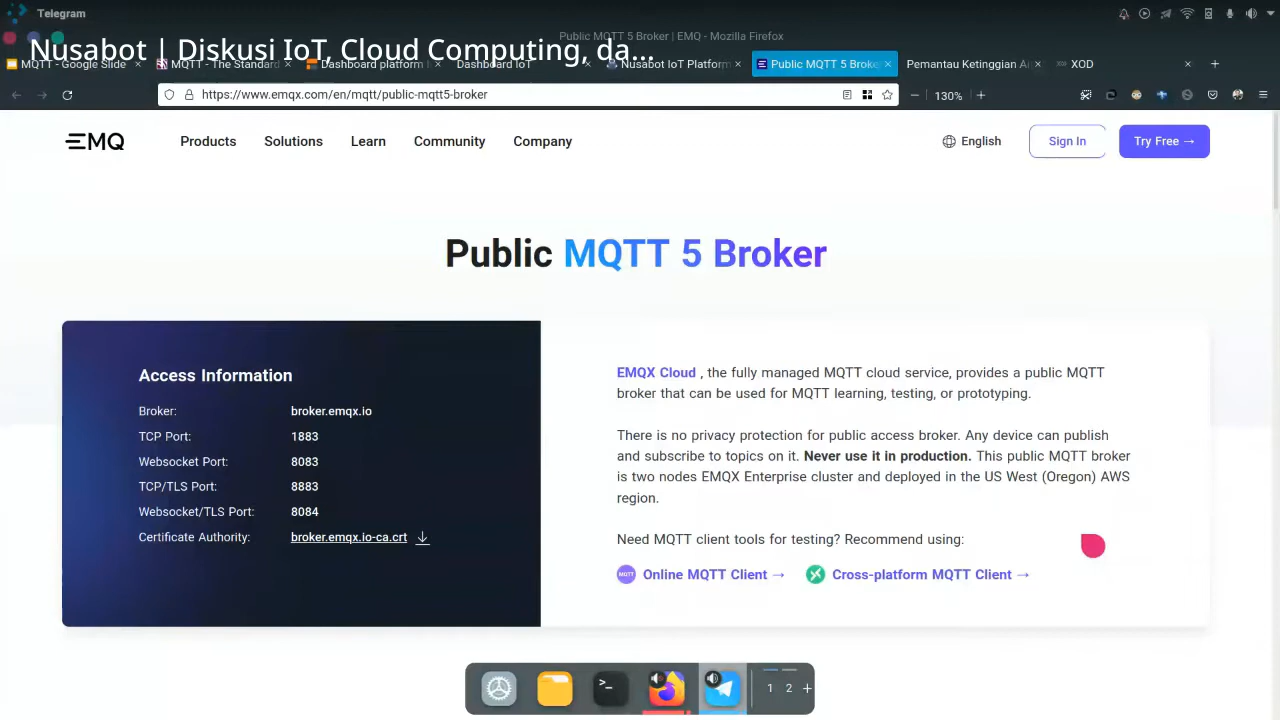 Telegram
Public MQTT 5 Broker | EMQ - Mozilla Firefox
Nusabot | Diskusi IoT, Cloud Computing, da...
MQTT - Google Slide
MQTT - The Standard
Dashboard platform
Dashboard IoT
Nusabot IoT Platform
Public MQTT 5 Broke
Pemantau Ketinggian Ai
XOD
https://www.emqx.com/en/mqtt/public-mqtt5-broker
130%
EMQ
Products
Solutions
Learn
Community
Company
English
Sign In
Try Free →
Public MQTT 5 Broker
Access Information
Broker: broker.emqx.io
TCP Port: 1883
Websocket Port: 8083
TCP/TLS Port: 8883
Websocket/TLS Port: 8084
Certificate Authority: broker.emqx.io-ca.crt
EMQX Cloud , the fully managed MQTT cloud service, provides a public MQTT
broker that can be used for MQTT learning, testing, or prototyping.
There is no privacy protection for public access broker. Any device can publish
and subscribe to topics on it. Never use it in production. This public MQTT broker
is two nodes EMQX Enterprise cluster and deployed in the US West (Oregon) AWS
region.
Need MQTT client tools for testing? Recommend using:
MQTT Online MQTT Client → Cross-platform MQTT Client →
1 2 +